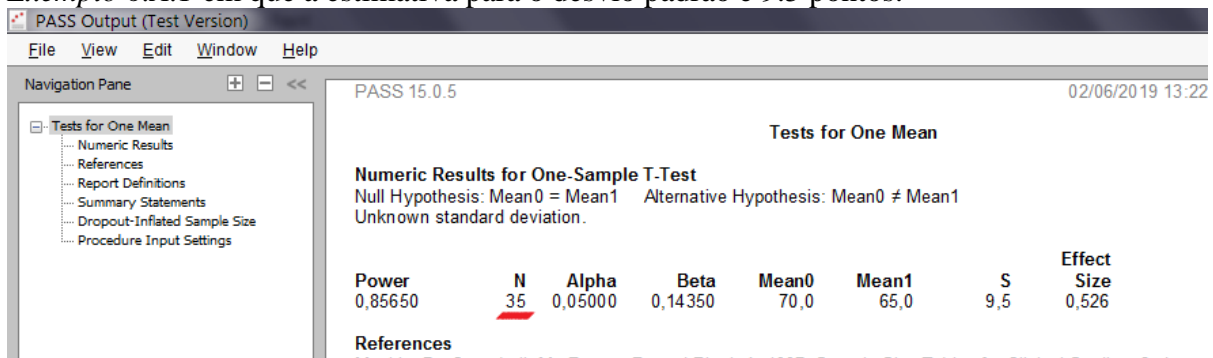 PASS Output (Test Version)
File View Edit Window Help
Navigation Pane <<
Tests for One Mean
Numeric Results
References
Report Definitions
Summary Statements
Dropout-Inflated Sample Size
Procedure Input Settings
PASS 15.0.5 02/06/2019 13:22
Tests for One Mean
Numeric Results for One-Sample T-Test
Null Hypothesis: Mean0 = Mean1 Alternative Hypothesis: Mean0 ≠ Mean1
Unknown standard deviation.
Effect
Power N Alpha Beta Mean0 Mean1 S Size
0,85650 35 0,05000 0,14350 70,0 65,0 9,5 0,526
References